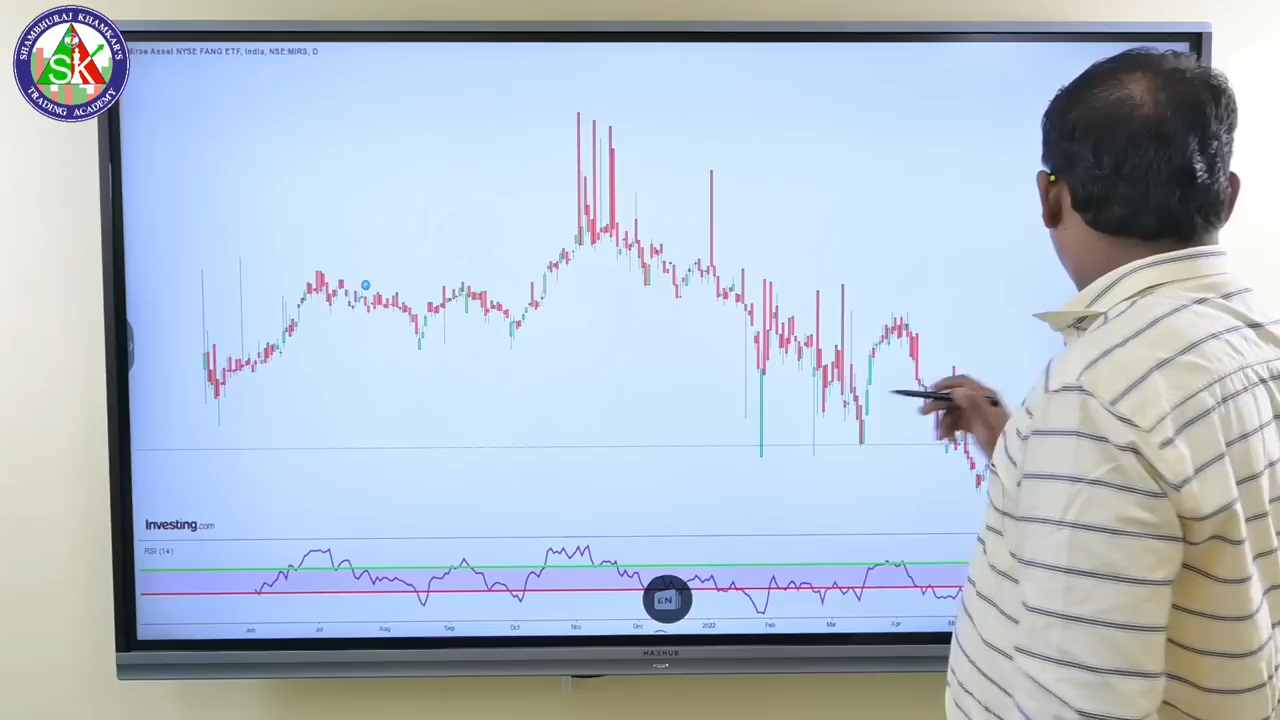 SHAMBHURAJ KHAMKAR'S
SK
TRADING ACADEMY
Mirae Asset NYSE FANG ETF, India, NSE:MIRS, D
Investing.com
RSI (14)
EN
Jun Jul Aug Sep Oct Nov Dec 2022 Feb Mar Apr
MAXHUB